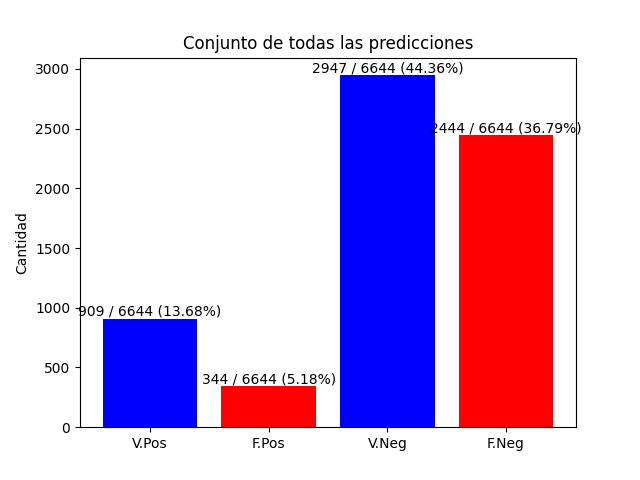 Conjunto de todas las predicciones
Cantidad
3000
2500
2000
1500
1000
500
0
909 / 6644 (13.68%)
344 / 6644 (5.18%)
2947 / 6644 (44.36%)
2444 / 6644 (36.79%)
V.Pos
F.Pos
V.Neg
F.Neg